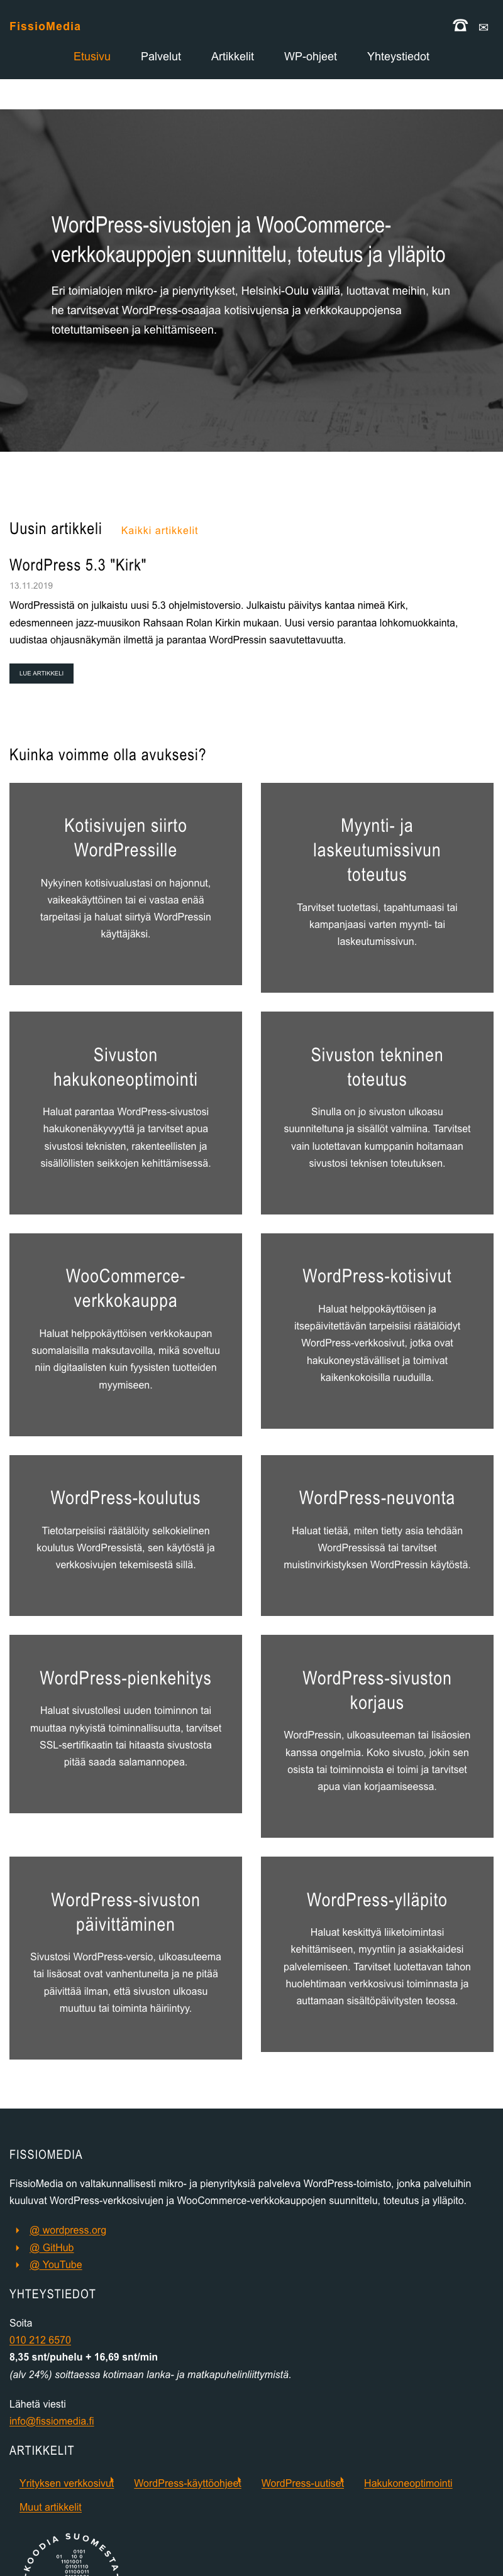 FissioMedia
Etusivu Palvelut Artikkelit WP-ohjeet Yhteystiedot
WordPress-sivustojen ja WooCommerce-
verkkokauppojen suunnittelu, toteutus ja ylläpito
Eri toimialojen mikro- ja pienyritykset, Helsinki-Oulu välillä, luottavat meihin, kun
he tarvitsevat WordPress-osaajaa kotisivujensa ja verkkokauppojensa
totetuttamiseen ja kehittämiseen.
Uusin artikkeli Kaikki artikkelit
WordPress 5.3 "Kirk"
13.11.2019
WordPressistä on julkaistu uusi 5.3 ohjelmistoversio. Julkaistu päivitys kantaa nimeä Kirk,
edesmenneen jazz-muusikon Rahsaan Rolan Kirkin mukaan. Uusi versio parantaa lohkomuokkainta,
uudistaa ohjausnäkymän ilmettä ja parantaa WordPressin saavutettavuutta.
LUE ARTIKKELI
Kuinka voimme olla avuksesi?
Kotisivujen siirto
WordPressille
Nykyinen kotisivualustasi on hajonnut,
vaikeakäyttöinen tai ei vastaa enää
tarpeitasi ja haluat siirtyä WordPressin
käyttäjäksi.
Myynti- ja
laskeutumissivun
toteutus
Tarvitset tuotettasi, tapahtumaasi tai
kampanjaasi varten myynti- tai
laskeutumissivun.
Sivuston
hakukoneoptimointi
Haluat parantaa WordPress-sivustosi
hakukonenäkyvyyttä ja tarvitset apua
sivustosi teknisten, rakenteellisten ja
sisällöllisten seikkojen kehittämisessä.
Sivuston tekninen
toteutus
Sinulla on jo sivuston ulkoasu
suunniteltuna ja sisällöt valmiina. Tarvitset
vain luotettavan kumppanin hoitamaan
sivustosi teknisen toteutuksen.
WooCommerce-
verkkokauppa
Haluat helppokäyttöisen verkkokaupan
suomalaisilla maksutavoilla, mikä soveltuu
niin digitaalisten kuin fyysisten tuotteiden
myymiseen.
WordPress-kotisivut
Haluat helppokäyttöisen ja
itsepäivitettävän tarpeisiisi räätälöidyt
WordPress-verkkosivut, jotka ovat
hakukoneystävälliset ja toimivat
kaikenkokoisilla ruuduilla.
WordPress-koulutus
Tietotarpeisiisi räätälöity selkokielinen
koulutus WordPressistä, sen käytöstä ja
verkkosivujen tekemisestä sillä.
WordPress-neuvonta
Haluat tietää, miten tietty asia tehdään
WordPressissä tai tarvitset
muistinvirkistyksen WordPressin käytöstä.
WordPress-pienkehitys
Haluat sivustollesi uuden toiminnon tai
muuttaa nykyistä toiminnallisuutta, tarvitset
SSL-sertifikaatin tai hitaasta sivustosta
pitää saada salamannopea.
WordPress-sivuston
korjaus
WordPressin, ulkoasuteeman tai lisäosien
kanssa ongelmia. Koko sivusto, jokin sen
osista tai toiminnoista ei toimi ja tarvitset
apua vian korjaamiseessa.
WordPress-sivuston
päivittäminen
Sivustosi WordPress-versio, ulkoasuteema
tai lisäosat ovat vanhentuneita ja ne pitää
päivittää ilman, että sivuston ulkoasu
muuttuu tai toiminta häiriintyy.
WordPress-ylläpito
Haluat keskittyä liiketoimintasi
kehittämiseen, myyntiin ja asiakkaidesi
palvelemiseen. Tarvitset luotettavan tahon
huolehtimaan verkkosivusi toiminnasta ja
auttamaan sisältöpäivitysten teossa.
FISSIOMEDIA
FissioMedia on valtakunnallisesti mikro- ja pienyrityksiä palveleva WordPress-toimisto, jonka palveluihin
kuuluvat WordPress-verkkosivujen ja WooCommerce-verkkokauppojen suunnittelu, toteutus ja ylläpito.
@ wordpress.org
@ GitHub
@ YouTube
YHTEYSTIEDOT
Soita
010 212 6570
8,35 snt/puhelu + 16,69 snt/min
(alv 24%) soittaessa kotimaan lanka- ja matkapuhelinliittymistä.
Lähetä viesti
info@fissiomedia.fi
ARTIKKELIT
Yrityksen verkkosivut WordPress-käyttöohjeet WordPress-uutiset Hakukoneoptimointi
Muut artikkelit
KOODIA SUOMESTA
0101
01 10 0
1101001
01101110
01100011